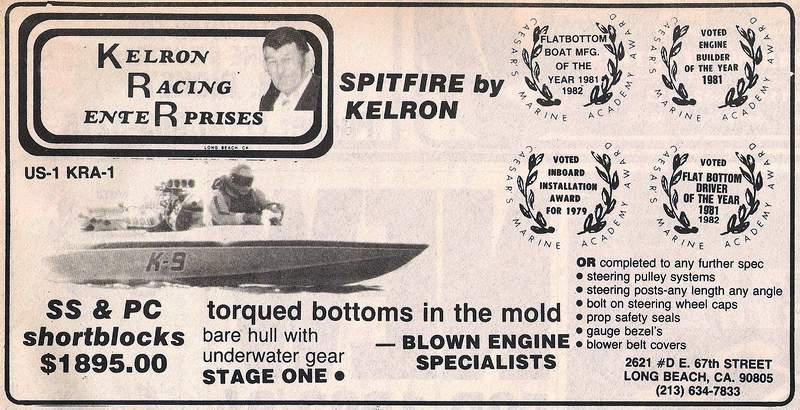 KELRON
RACING
ENTERPRISES
LONG BEACH, CA
SPITFIRE by
KELRON
FLATBOTTOM
BOAT MFG.
OF THE
YEAR 1981
1982
CAESAR'S MARINE ACADEMY AWARD
VOTED
ENGINE
BUILDER
OF THE YEAR
1981
CAESAR'S MARINE ACADEMY AWARD
VOTED
INBOARD
INSTALLATION
AWARD
FOR 1979
CAESAR'S MARINE ACADEMY AWARD
VOTED
FLAT BOTTOM
DRIVER
OF THE YEAR
1981
1982
CAESAR'S MARINE ACADEMY AWARD
US-1 KRA-1
K-9
SS & PC
shortblocks
$1895.00
torqued bottoms in the mold
bare hull with
underwater gear
STAGE ONE •
— BLOWN ENGINE
SPECIALISTS
OR completed to any further spec
• steering pulley systems
• steering posts-any length any angle
• bolt on steering wheel caps
• prop safety seals
• gauge bezel's
• blower belt covers
2621 #D E. 67th STREET
LONG BEACH, CA. 90805
(213) 634-7833